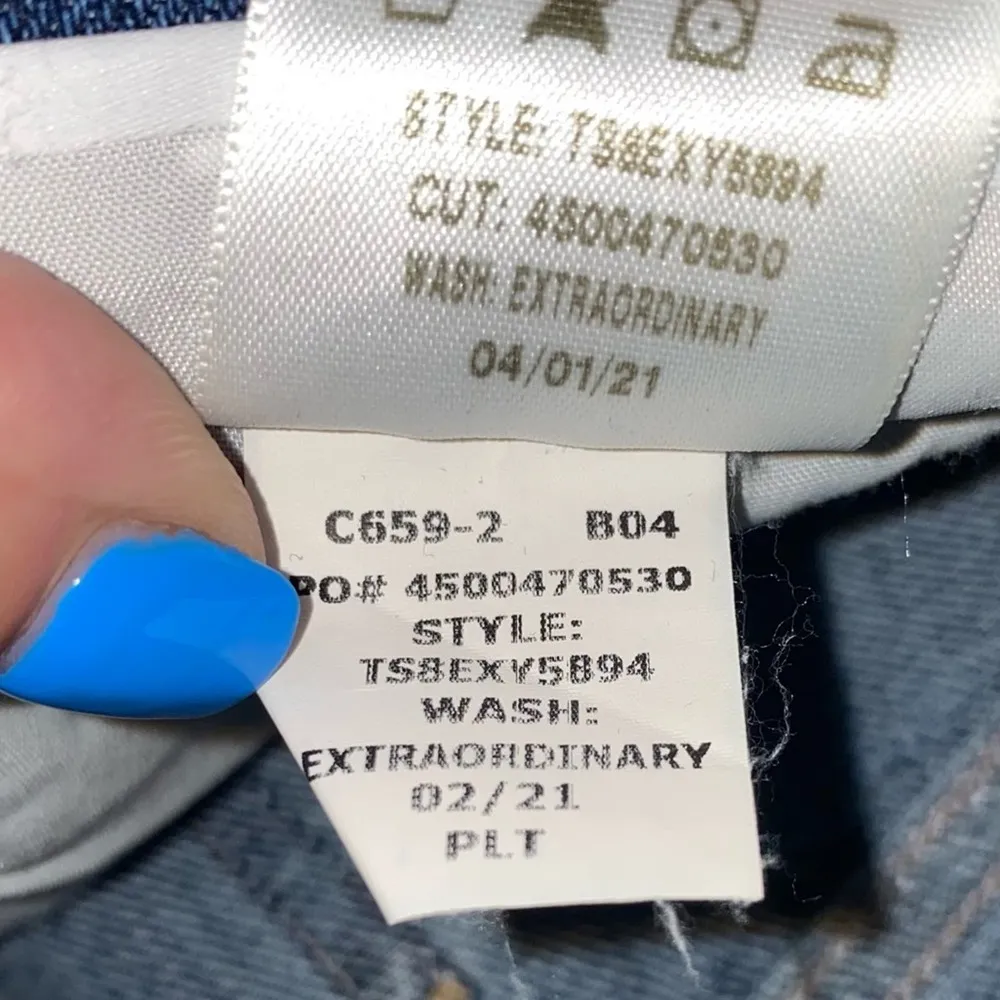 STYLE: TS8EXY5894
CUT: 4500470530
WASH: EXTRAORDINARY
04/01/21
C659-2 B04
PO# 4500470530
STYLE:
TS8EXY5894
WASH:
EXTRAORDINARY
02/21
PLT